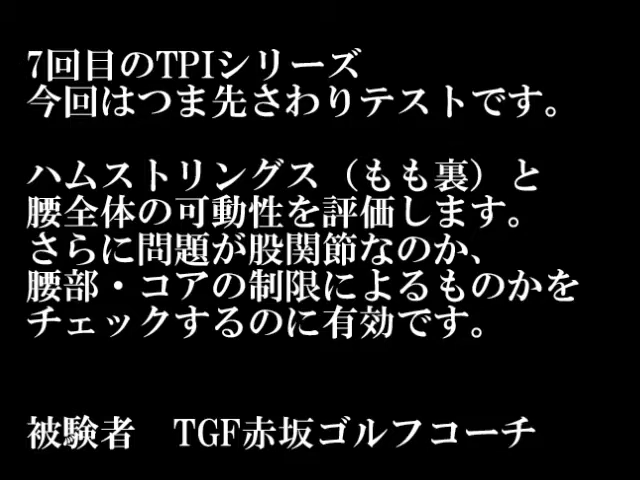 7回目のTPIシリーズ
今回はつま先さわりテストです。
ハムストリングス（もも裏）と
腰全体の可動性を評価します。
さらに問題が股関節なのか、
腰部・コアの制限によるものかを
チェックするのに有効です。
被験者　TGF赤坂ゴルフコーチ